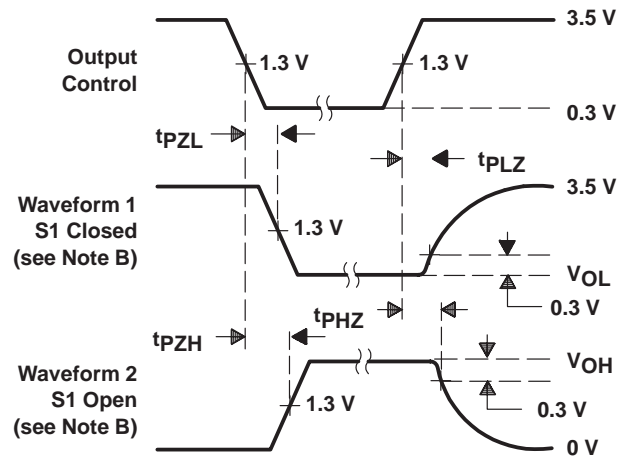 3.5 V
Output
Control
1.3 V
1.3 V
0.3 V
tPZL
tPLZ
3.5 V
Waveform 1
S1 Closed
(see Note B)
1.3 V
VOL
0.3 V
tPHZ
tPZH
VOH
Waveform 2
S1 Open
(see Note B)
1.3 V
0.3 V
0 V